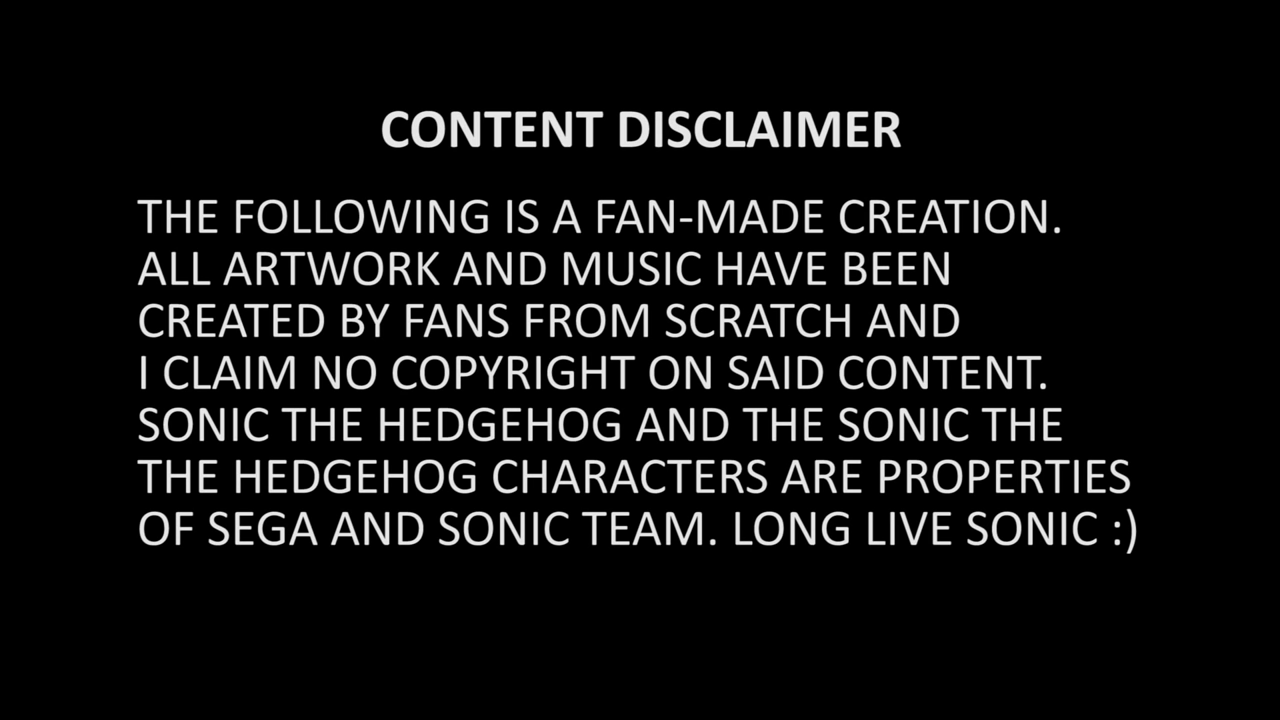 CONTENT DISCLAIMER
THE FOLLOWING IS A FAN-MADE CREATION.
ALL ARTWORK AND MUSIC HAVE BEEN
CREATED BY FANS FROM SCRATCH AND
I CLAIM NO COPYRIGHT ON SAID CONTENT.
SONIC THE HEDGEHOG AND THE SONIC THE
THE HEDGEHOG CHARACTERS ARE PROPERTIES
OF SEGA AND SONIC TEAM. LONG LIVE SONIC :)